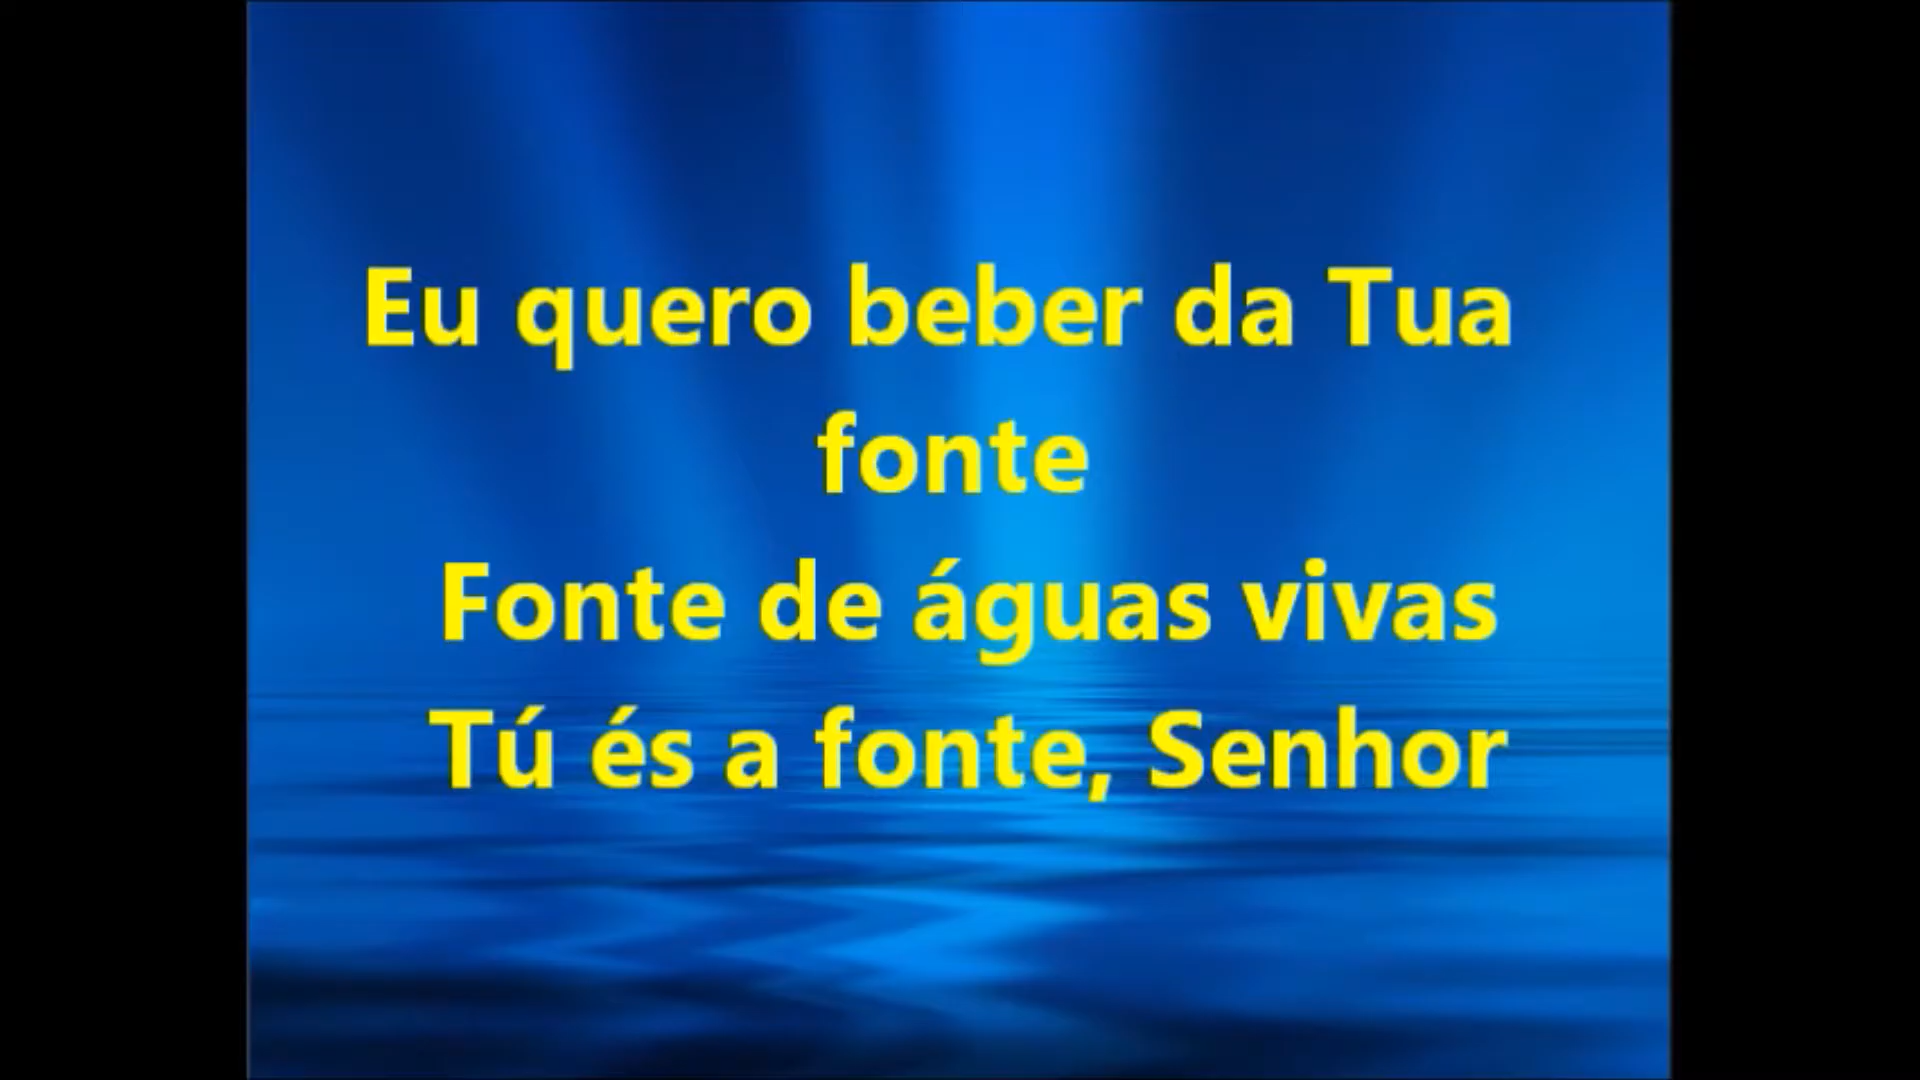 Eu quero beber da Tua
fonte
Fonte de águas vivas
Tú és a fonte, Senhor